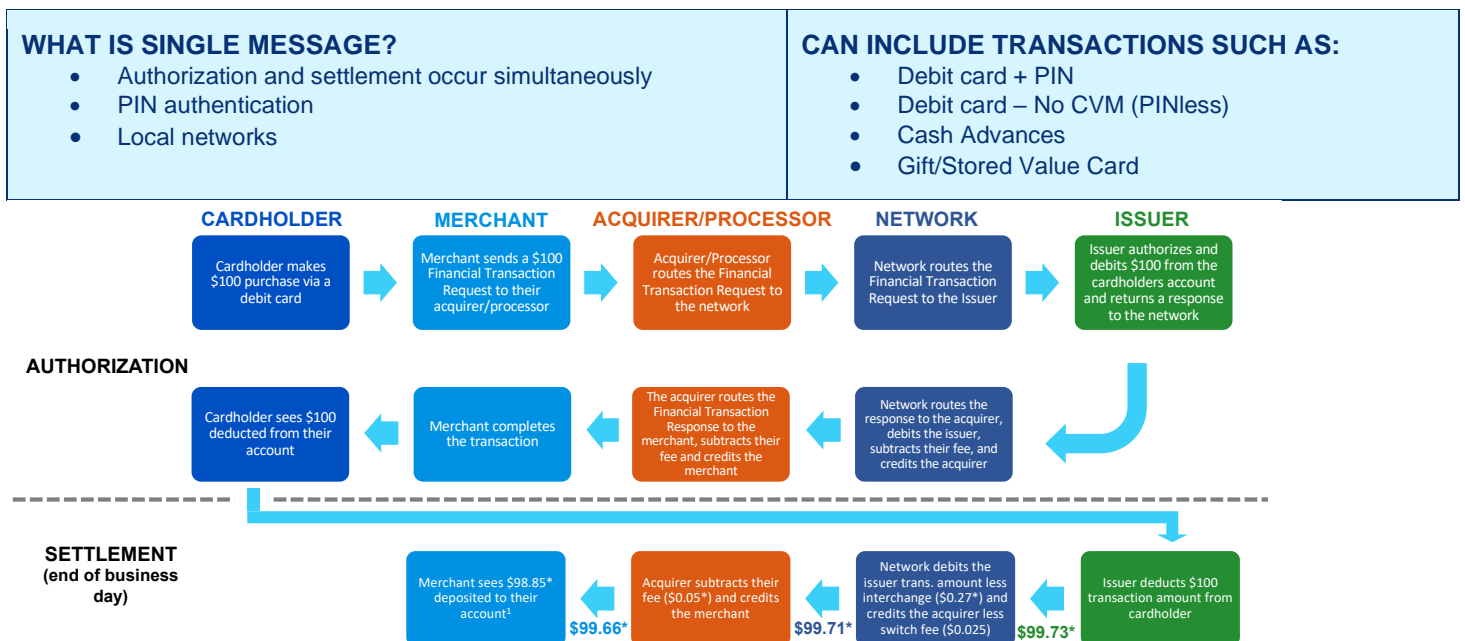 WHAT IS SINGLE MESSAGE?
• Authorization and settlement occur simultaneously
• PIN authentication
• Local networks
CAN INCLUDE TRANSACTIONS SUCH AS:
• Debit card + PIN
• Debit card – No CVM (PINless)
• Cash Advances
• Gift/Stored Value Card
CARDHOLDER
MERCHANT
ACQUIRER/PROCESSOR
NETWORK
ISSUER
Cardholder makes
$100 purchase via a
debit card
Merchant sends a $100
Financial Transaction
Request to their
acquirer/processor
Acquirer/Processor
routes the Financial
Transaction Request to
the network
Network routes the
Financial Transaction
Request to the Issuer
Issuer authorizes and
debits $100 from the
cardholders account
and returns a response
to the network
AUTHORIZATION
Cardholder sees $100
deducted from their
account
Merchant completes
the transaction
The acquirer routes the
Financial Transaction
Response to the
merchant, subtracts their
fee and credits the
merchant
Network routes the
response to the acquirer,
debits the issuer,
subtracts their fee, and
credits the acquirer
SETTLEMENT
(end of business
day)
Merchant sees $98.85*
deposited to their
account¹
$99.66*
Acquirer subtracts their
fee ($0.05*) and credits
the merchant
$99.71*
Network debits the
issuer trans. amount less
interchange ($0.27*) and
credits the acquirer less
switch fee ($0.025)
$99.73*
Issuer deducts $100
transaction amount from
cardholder